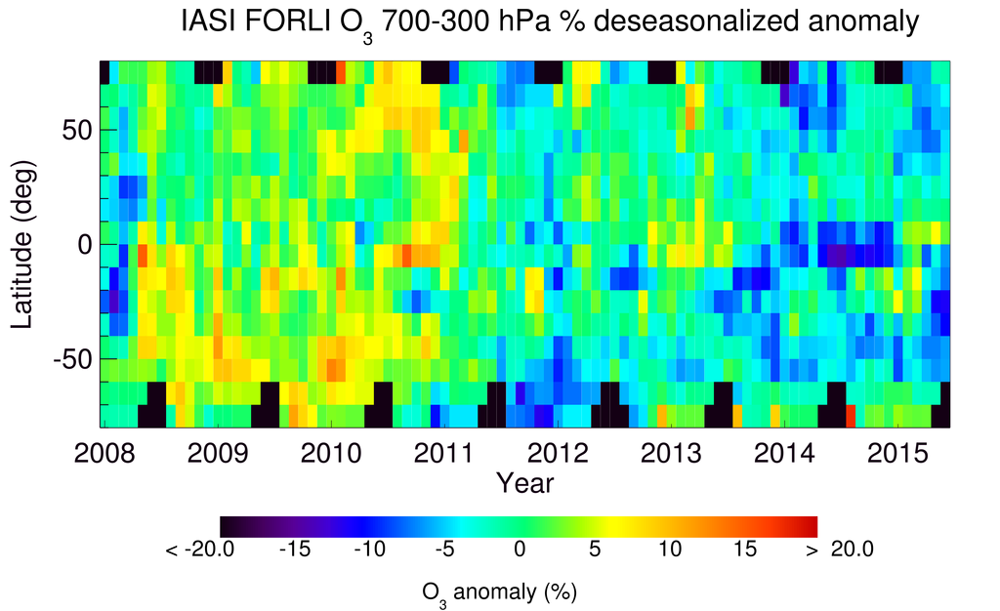 IASI FORLI O3 700-300 hPa % deseasonalized anomaly
Latitude (deg)
50
0
-50
2008 2009 2010 2011 2012 2013 2014 2015
Year
< -20.0 -15 -10 -5 0 5 10 15 > 20.0
O3 anomaly (%)